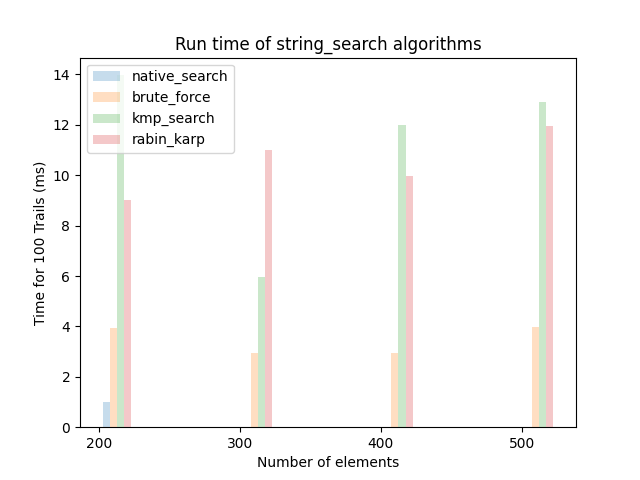 Run time of string_search algorithms
native_search
brute_force
kmp_search
rabin_karp
Time for 100 Trails (ms)
14
12
10
8
6
4
2
0
200 300 400 500
Number of elements